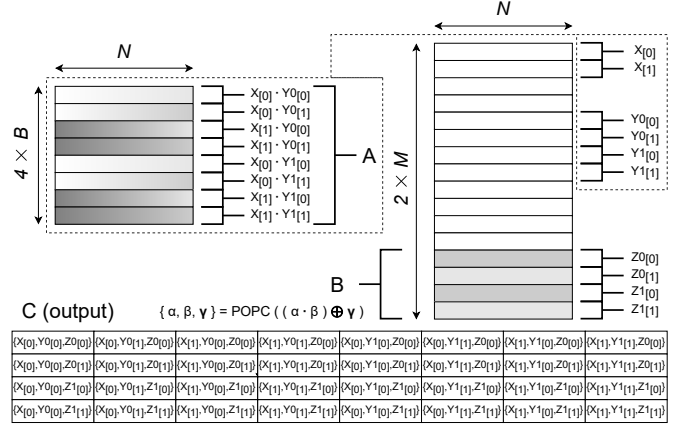 N
4 × B
X[0] · Y0[0]
X[0] · Y0[1]
X[1] · Y0[0]
X[1] · Y0[1]
X[0] · Y1[0]
X[0] · Y1[1]
X[1] · Y1[0]
X[1] · Y1[1]
A
N
2 × M
X[0]
X[1]
Y0[0]
Y0[1]
Y1[0]
Y1[1]
B
Z0[0]
Z0[1]
Z1[0]
Z1[1]
C (output) { α, β, γ } = POPC ( ( α · β ) ⊕ γ )
{X[0],Y0[0],Z0[0]} {X[0],Y0[1],Z0[0]} {X[1],Y0[0],Z0[0]} {X[1],Y0[1],Z0[0]} {X[0],Y1[0],Z0[0]} {X[0],Y1[1],Z0[0]} {X[1],Y1[0],Z0[0]} {X[1],Y1[1],Z0[0]}
{X[0],Y0[0],Z0[1]} {X[0],Y0[1],Z0[1]} {X[1],Y0[0],Z0[1]} {X[1],Y0[1],Z0[1]} {X[0],Y1[0],Z0[1]} {X[0],Y1[1],Z0[1]} {X[1],Y1[0],Z0[1]} {X[1],Y1[1],Z0[1]}
{X[0],Y0[0],Z1[0]} {X[0],Y0[1],Z1[0]} {X[1],Y0[0],Z1[0]} {X[1],Y0[1],Z1[0]} {X[0],Y1[0],Z1[0]} {X[0],Y1[1],Z1[0]} {X[1],Y1[0],Z1[0]} {X[1],Y1[1],Z1[0]}
{X[0],Y0[0],Z1[1]} {X[0],Y0[1],Z1[1]} {X[1],Y0[0],Z1[1]} {X[1],Y0[1],Z1[1]} {X[0],Y1[0],Z1[1]} {X[0],Y1[1],Z1[1]} {X[1],Y1[0],Z1[1]} {X[1],Y1[1],Z1[1]}